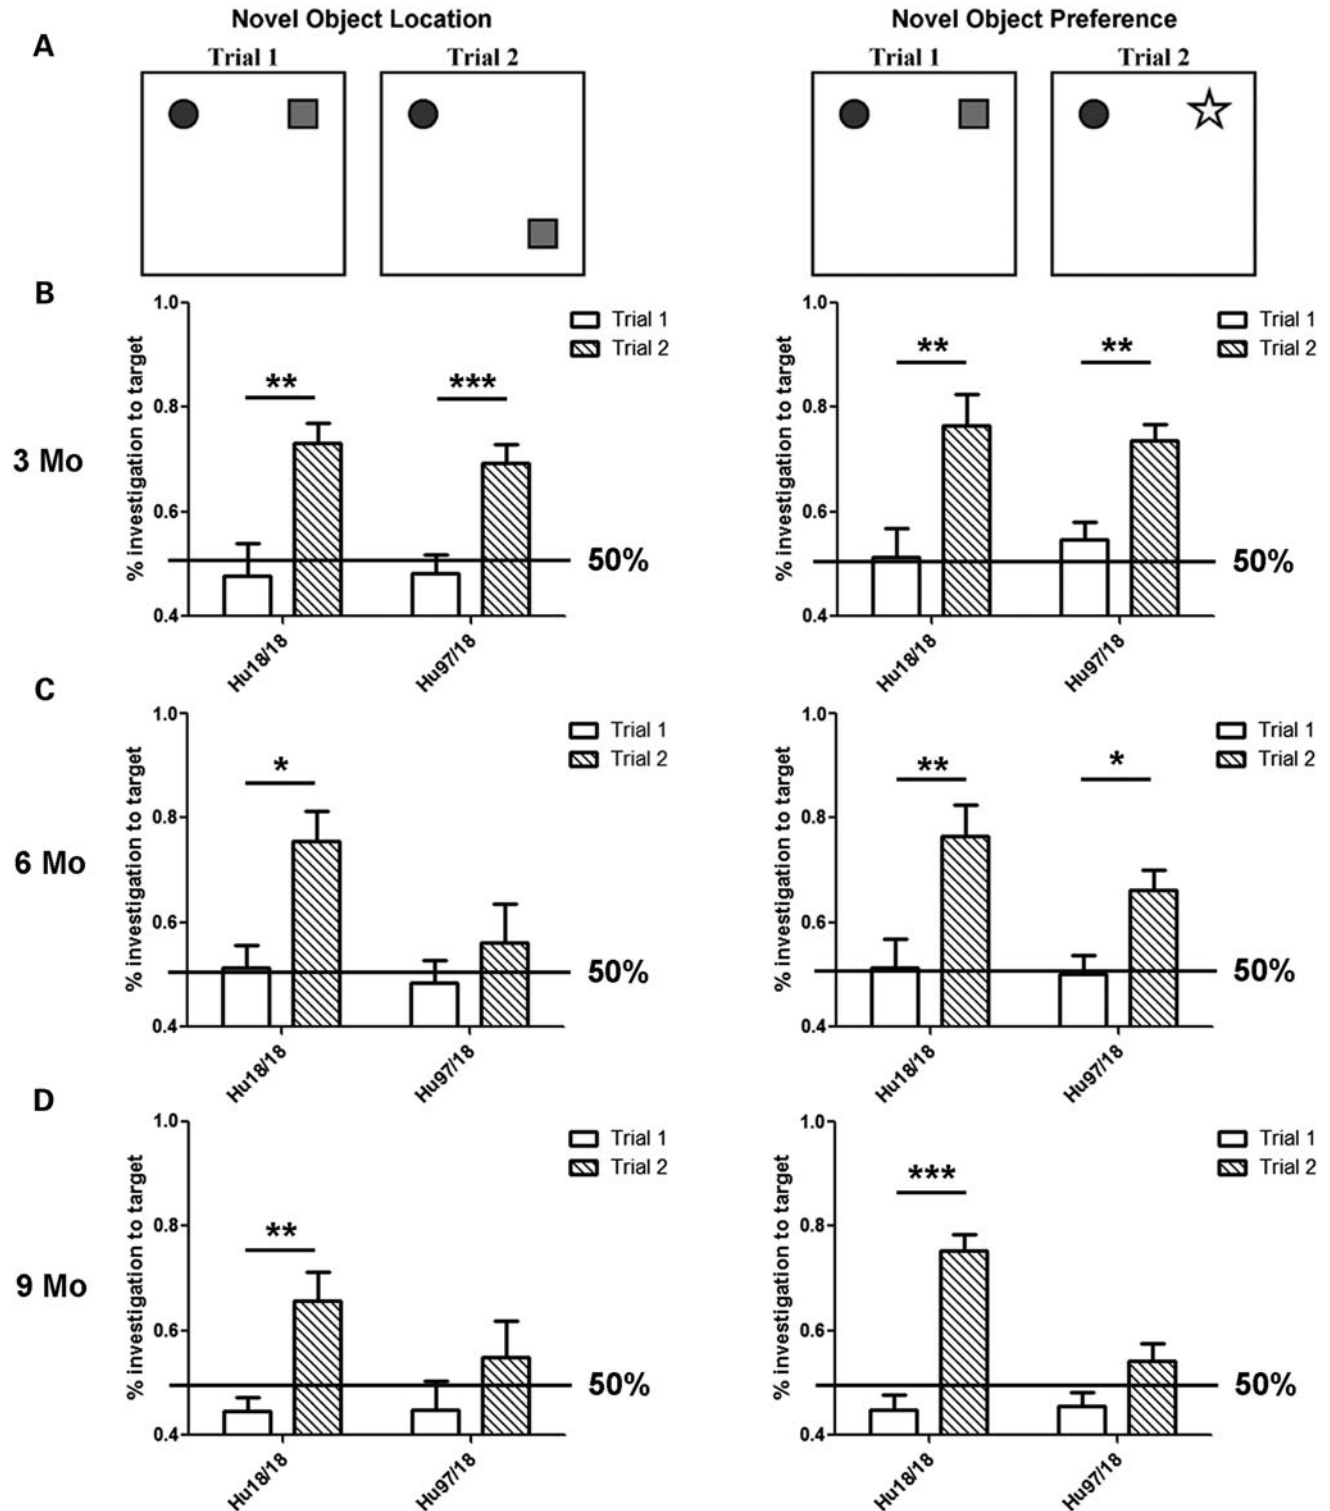 Novel Object Location
Novel Object Preference
A
Trial 1
Trial 2
Trial 1
Trial 2
B
3 Mo
% investigation to target
1.0
0.8
0.6
0.4
Trial 1
Trial 2
**
***
50%
Hu18/18
Hu97/18
% investigation to target
1.0
0.8
0.6
0.4
Trial 1
Trial 2
**
**
50%
Hu18/18
Hu97/18
C
6 Mo
% investigation to target
1.0
0.8
0.6
0.4
Trial 1
Trial 2
*
50%
Hu18/18
Hu97/18
% investigation to target
1.0
0.8
0.6
0.4
Trial 1
Trial 2
**
*
50%
Hu18/18
Hu97/18
D
9 Mo
% investigation to target
1.0
0.8
0.6
0.4
Trial 1
Trial 2
**
50%
Hu18/18
Hu97/18
% investigation to target
1.0
0.8
0.6
0.4
Trial 1
Trial 2
***
50%
Hu18/18
Hu97/18